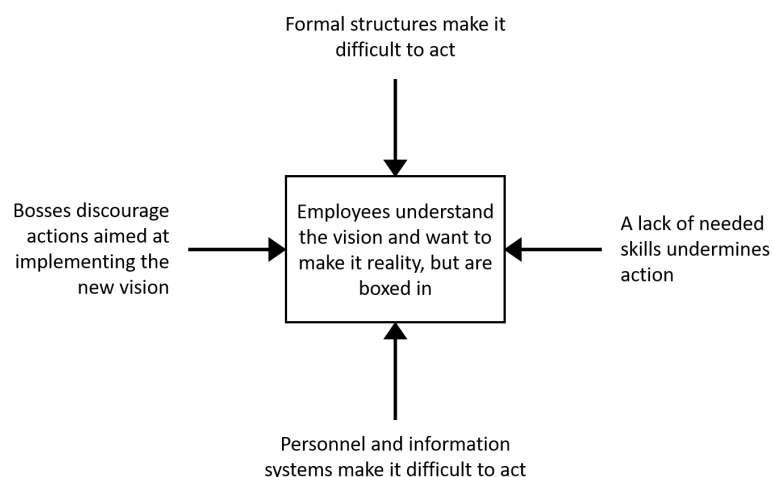 Formal structures make it
difficult to act
Bosses discourage
actions aimed at
implementing the
new vision
Employees understand
the vision and want to
make it reality, but are
boxed in
A lack of needed
skills undermines
action
Personnel and information
systems make it difficult to act